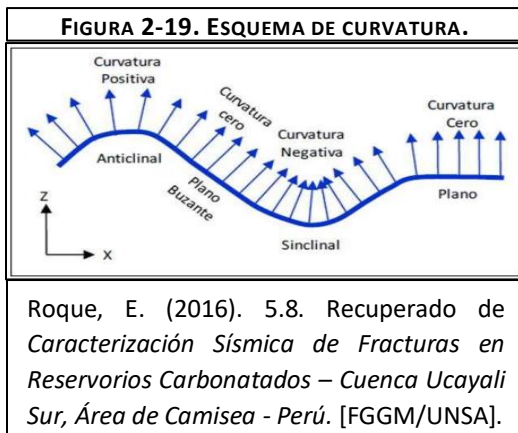 FIGURA 2-19. ESQUEMA DE CURVATURA.
Curvatura
Positiva
Curvatura
cero
Curvatura
Negativa
Curvatura
Cero
Anticlinal
Plano
Buzante
Plano
Sinclinal
Z
X
Roque, E. (2016). 5.8. Recuperado de
Caracterización Sísmica de Fracturas en
Reservorios Carbonatados – Cuenca Ucayali
Sur, Área de Camisea - Perú. [FGGM/UNSA].